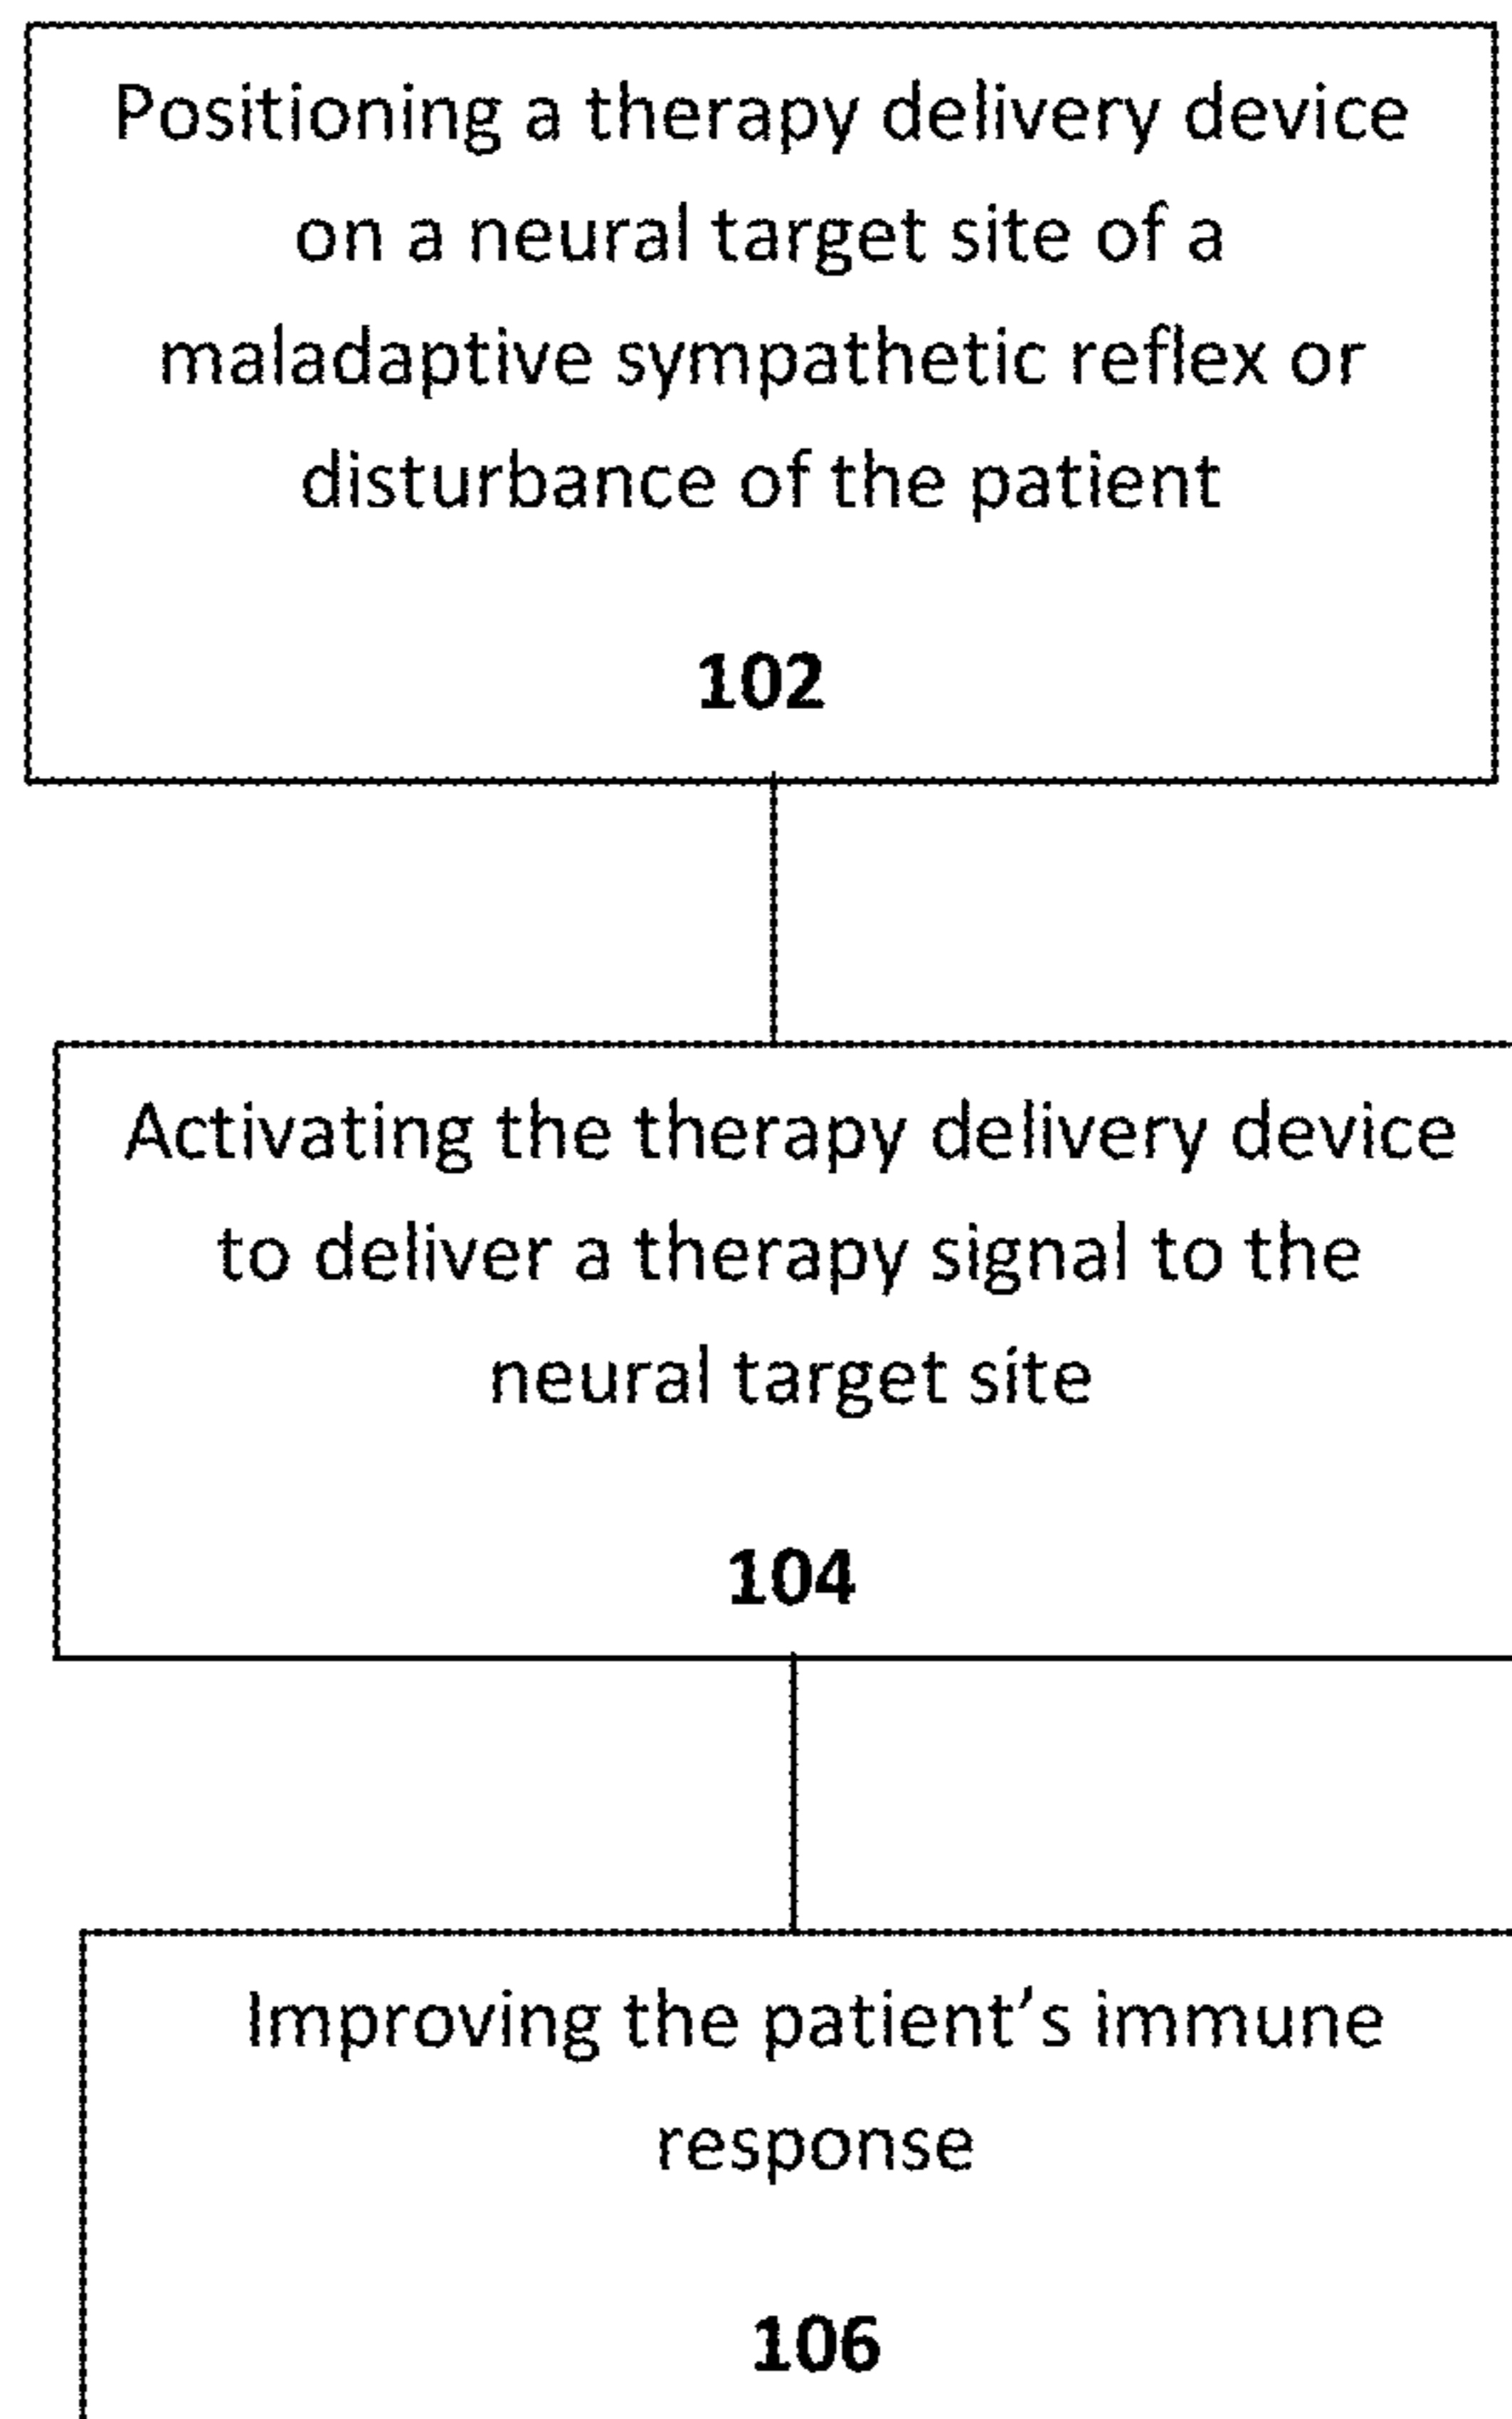 Positioning a therapy delivery device
on a neural target site of a
maladaptive sympathetic reflex or
disturbance of the patient
102
Activating the therapy delivery device
to deliver a therapy signal to the
neural target site
104
Improving the patient’s immune
response
106